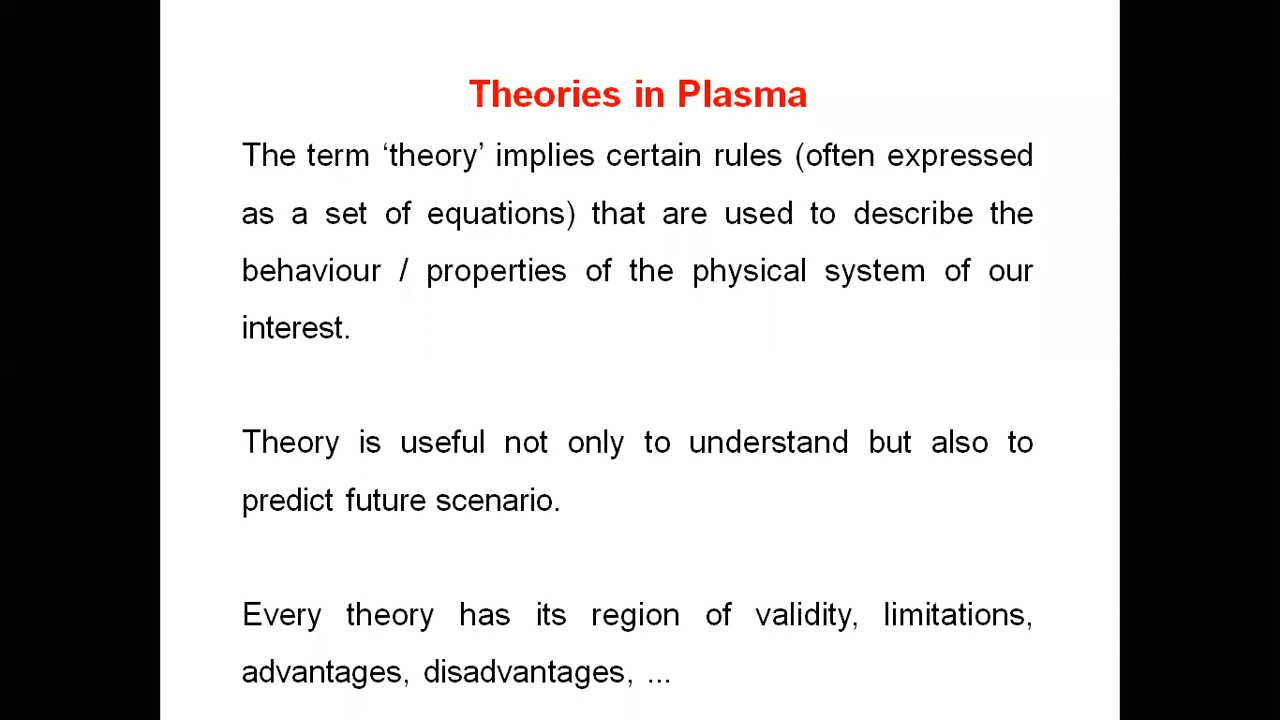 Theories in Plasma
The term ‘theory’ implies certain rules (often expressed
as a set of equations) that are used to describe the
behaviour / properties of the physical system of our
interest.
Theory is useful not only to understand but also to
predict future scenario.
Every theory has its region of validity, limitations,
advantages, disadvantages, ...